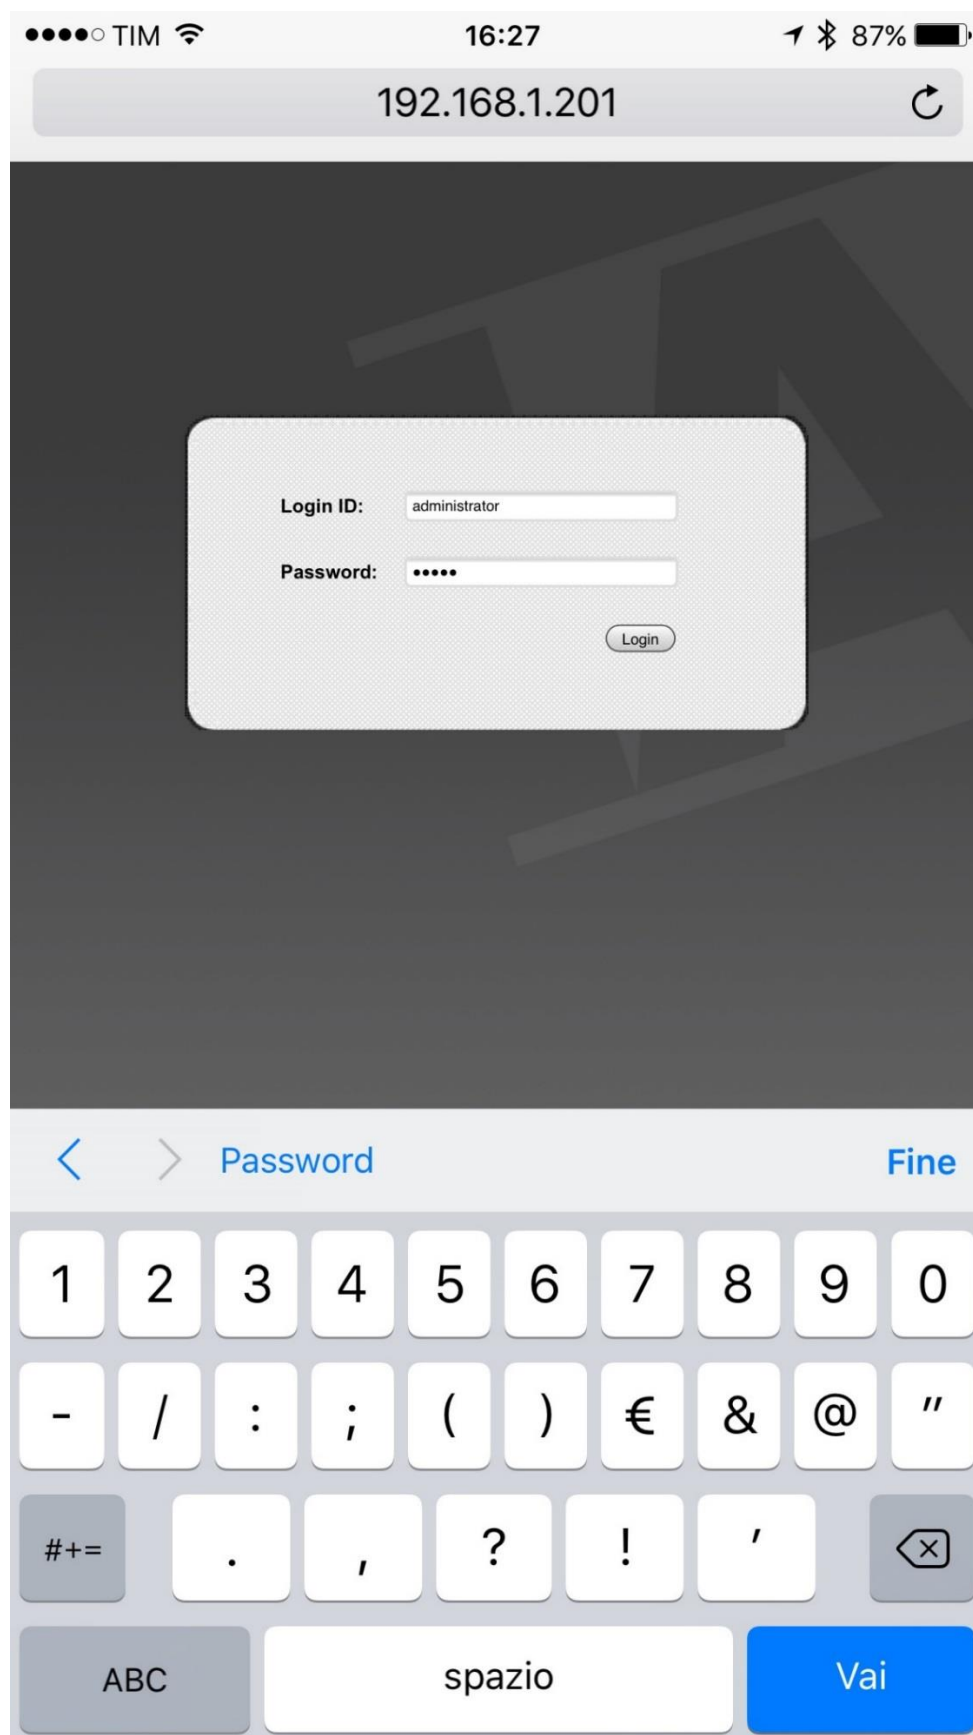 TIM 16:27 87%
192.168.1.201
Login ID: administrator
Password: •••••
Login
Password Fine
1 2 3 4 5 6 7 8 9 0
- / : ; ( ) € & @ "
#+= . , ? ! '
ABC spazio Vai